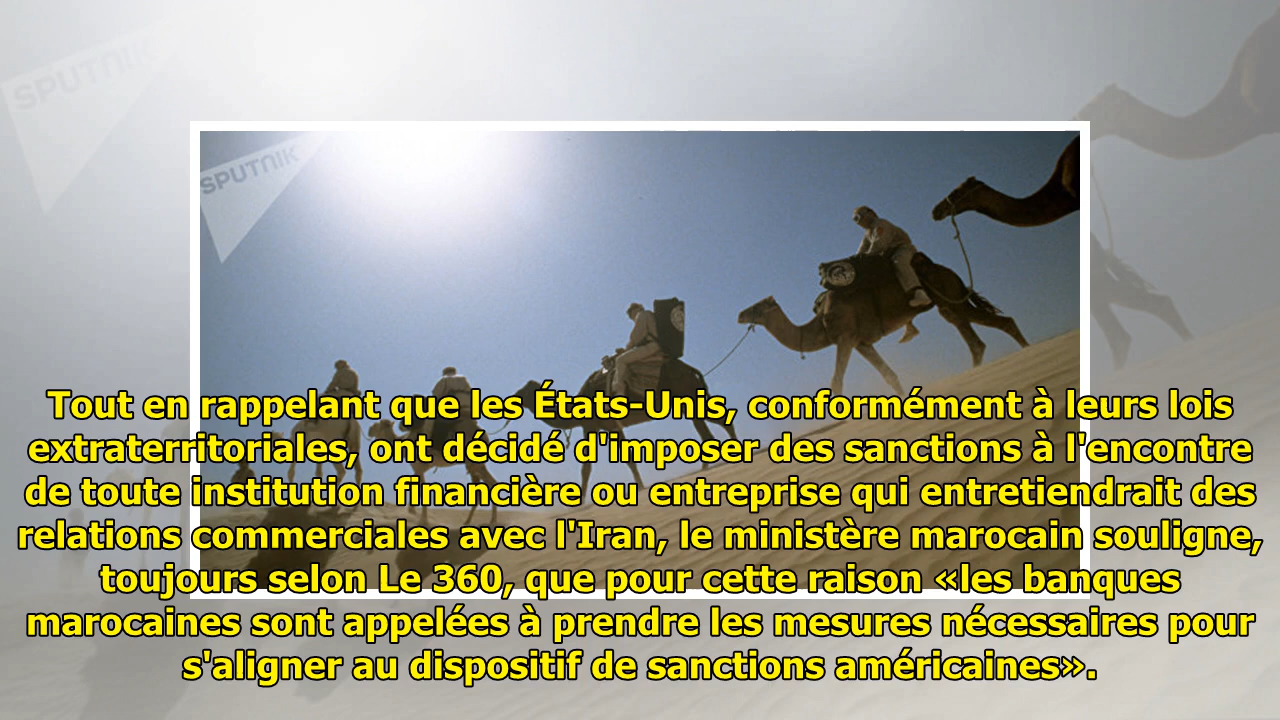 SPUTNIK
SPUTNIK
Tout en rappelant que les États-Unis, conformément à leurs lois
extraterritoriales, ont décidé d'imposer des sanctions à l'encontre
de toute institution financière ou entreprise qui entretiendrait des
relations commerciales avec l'Iran, le ministère marocain souligne,
toujours selon Le 360, que pour cette raison «les banques
marocaines sont appelées à prendre les mesures nécessaires pour
s'aligner au dispositif de sanctions américaines».